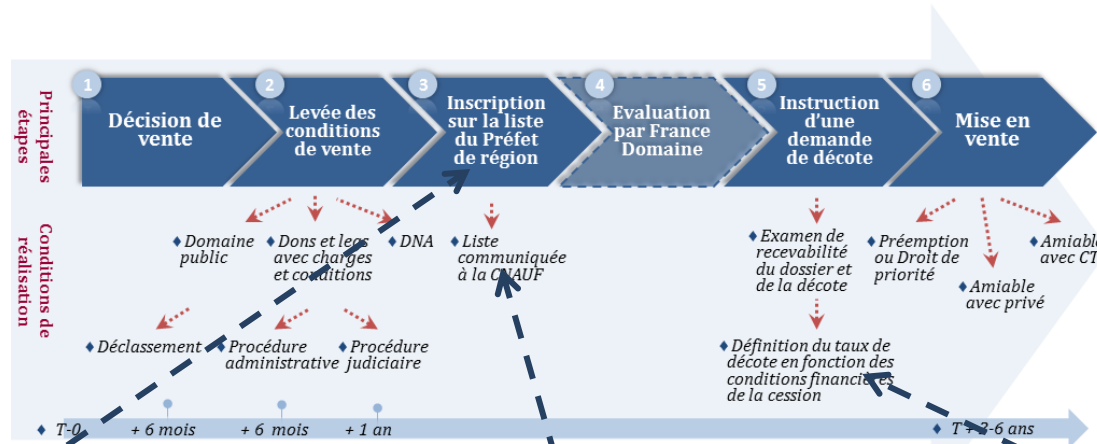 Principales
étapes
1
Décision de
vente
2
Levée des
conditions
de vente
3
Inscription
sur la liste
du Préfet
de région
4
Evaluation
par France
Domaine
5
Instruction
d'une
demande
de décote
6
Mise en
vente
Conditions de
réalisation
Domaine
public
Dons et legs
avec charges
et conditions
DNA
Liste
communiquée
à la CNAUF
Examen de
recevabilité
du dossier et
de la décote
Préemption
ou Droit de
priorité
Amiable
avec privé
Amiable
avec CT
Déclassement
Procédure
administrative
Procédure
judiciaire
Définition du taux de
décote en fonction des
conditions financières
de la cession
T-0
+ 6 mois
+ 6 mois
+ 1 an
T + 2-6 ans